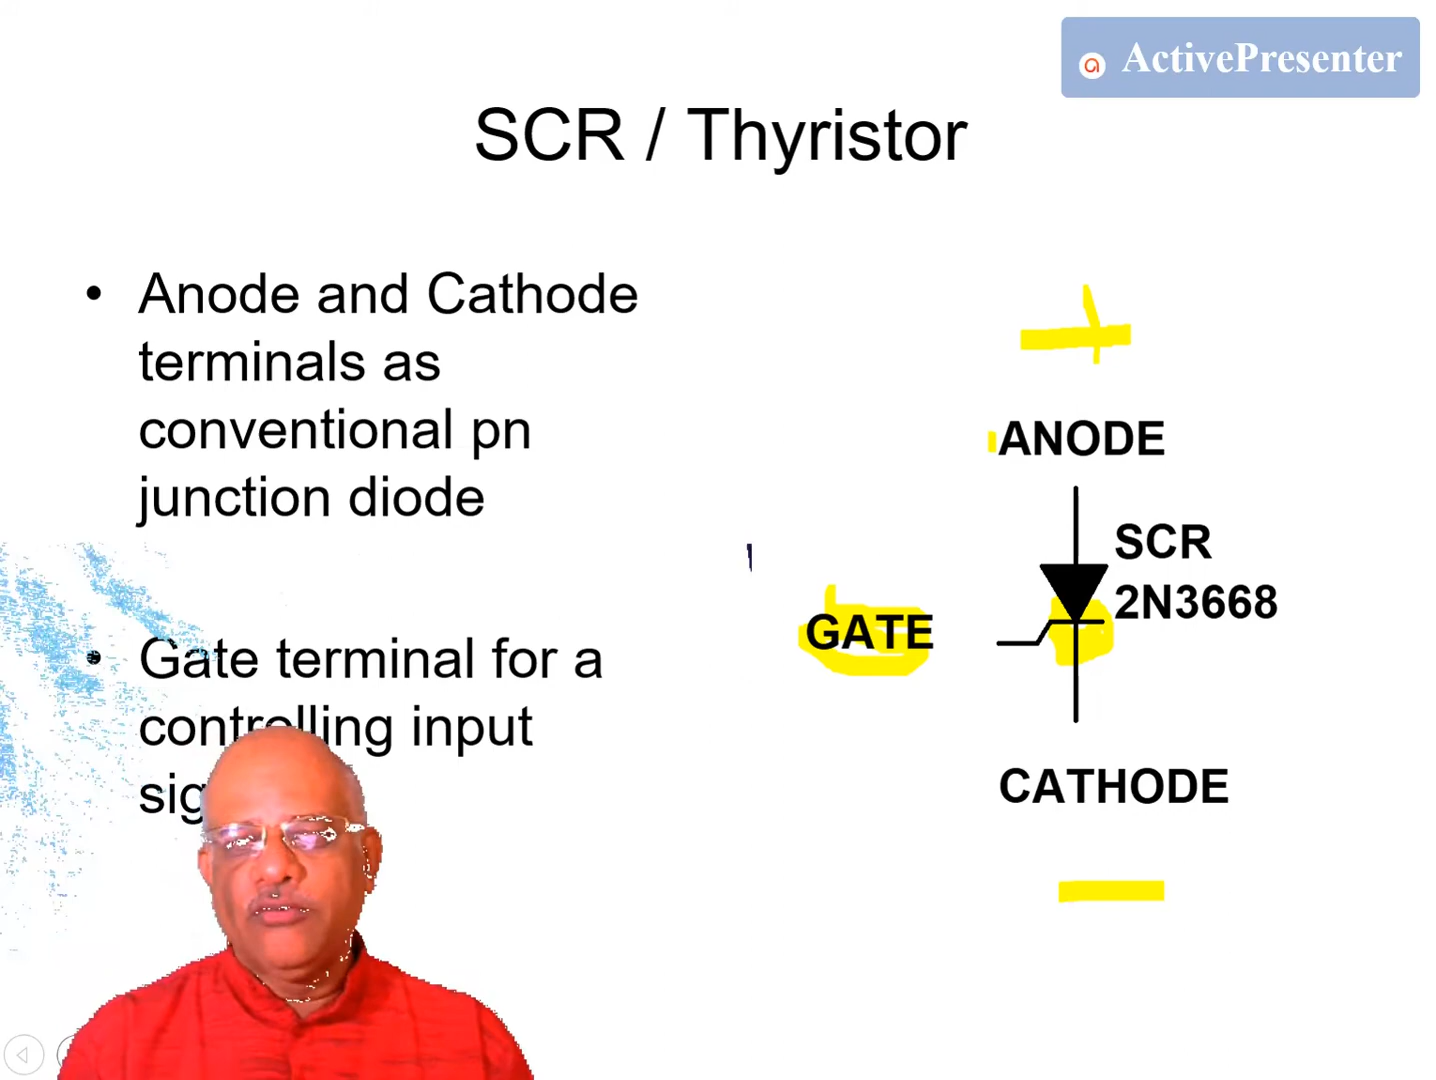 ActivePresenter
SCR / Thyristor
• Anode and Cathode
terminals as
conventional pn
junction diode
• Gate terminal for a
controlling input
ANODE
SCR
2N3668
GATE
CATHODE